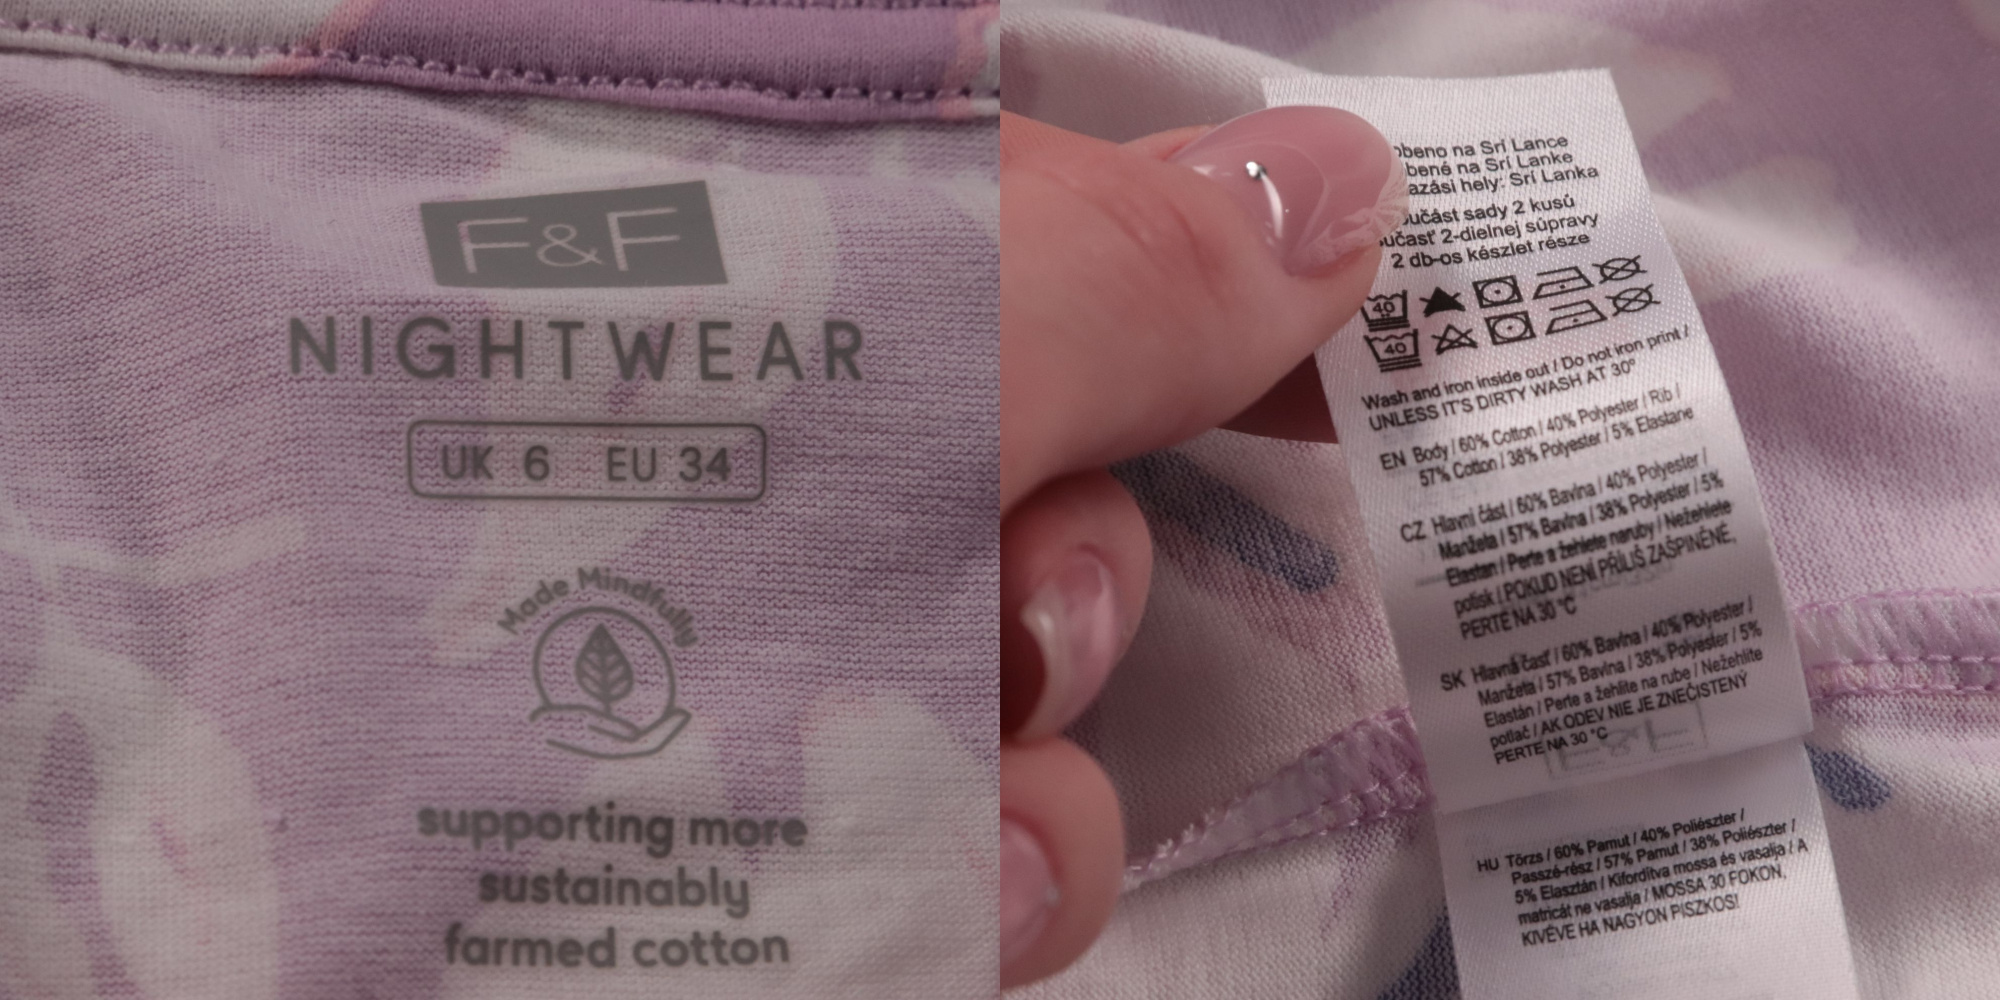 F&F
NIGHTWEAR
UK 6 EU 34
Made Mindfully
supporting more
sustainably
farmed cotton
na Srí Lance
na Srí Lanke
hely: Srí Lanka
sady 2 kusů
2-dielnej súpravy
2 db-os készlet része
40
40
Wash and iron inside out / Do not iron print /
UNLESS IT'S DIRTY WASH AT 30°
EN Body / 60% Cotton / 40% Polyester / Rib /
57% Cotton / 38% Polyester / 5% Elastane
CZ Hlavní část / 60% Bavlna / 40% Polyester /
Manžeta / 57% Bavlna / 38% Polyester / 5%
Elastan / Perte a žehlete naruby / Nežehlete
potisk / POKUD NENÍ PŘÍLIŠ ZAŠPINĚNÉ,
PERTE NA 30 °C
SK Hlavná časť / 60% Bavlna / 40% Polyester /
Manžeta / 57% Bavlna / 38% Polyester / 5%
Elastán / Perte a žehlite na rube / Nežehlite
potlač / AK ODEV NIE JE ZNEČISTENÝ
PERTE NA 30 °C
HU Törzs / 60% Pamut / 40% Poliészter /
Passzé-rész / 57% Pamut / 38% Poliészter /
5% Elasztán / Kifordítva mossa és vasalja / A
matricát ne vasalja / MOSSA 30 FOKON,
KIVÉVE HA NAGYON PISZKOS!